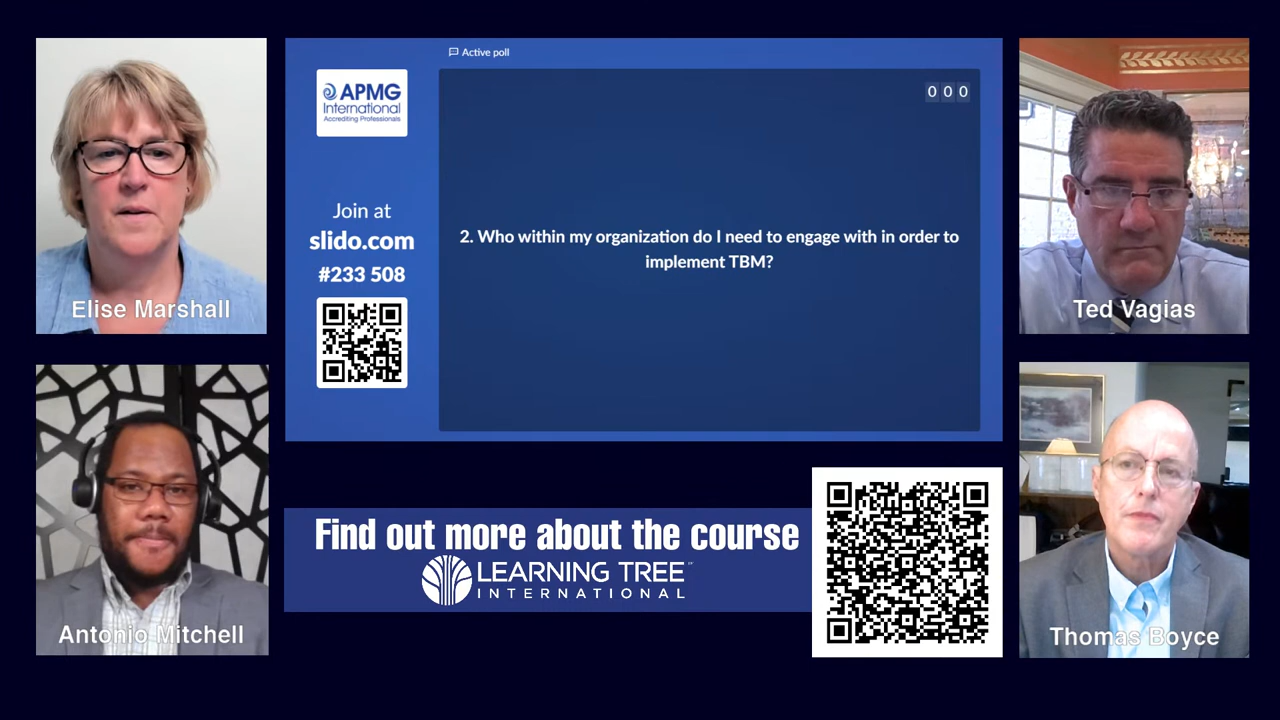 Active poll
APMG
International
Accrediting Professionals
0 0 0
Join at
slido.com
#233 508
2. Who within my organization do I need to engage with in order to
implement TBM?
Elise Marshall
Ted Vagias
Antonio Mitchell
Thomas Boyce
Find out more about the course
LEARNING TREE
INTERNATIONAL